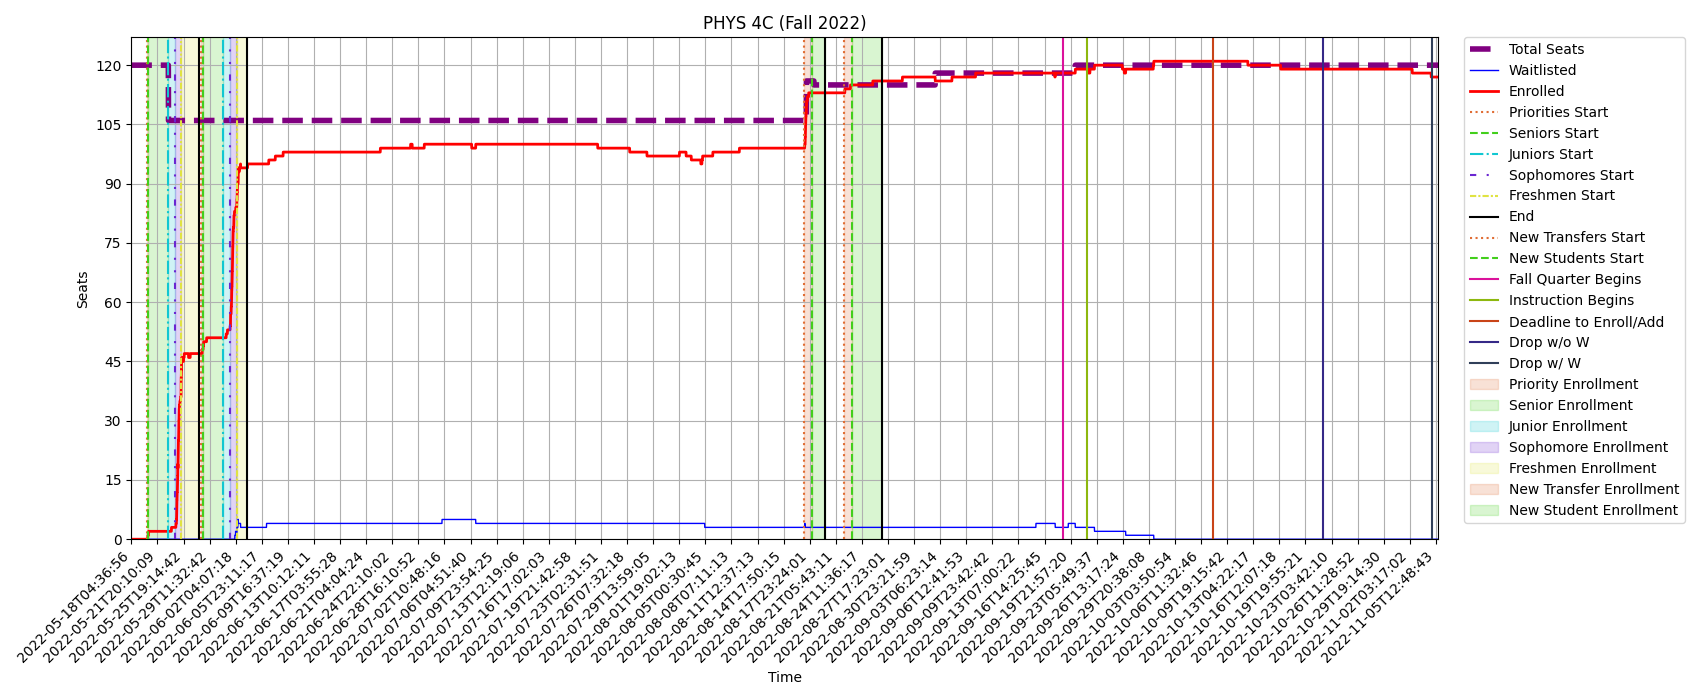 PHYS 4C (Fall 2022)
Seats
120
105
90
75
60
45
30
15
0
2022-05-18T04:36:56
2022-05-21T20:10:09
2022-05-25T19:14:42
2022-05-29T11:32:42
2022-06-02T04:07:18
2022-06-05T23:11:17
2022-06-09T16:37:19
2022-06-13T10:12:11
2022-06-17T03:55:28
2022-06-21T04:04:24
2022-06-24T22:10:02
2022-06-28T16:10:52
2022-07-02T10:48:16
2022-07-06T04:51:40
2022-07-09T23:54:25
2022-07-13T12:19:06
2022-07-16T17:02:03
2022-07-19T21:42:58
2022-07-23T02:31:51
2022-07-26T07:32:18
2022-07-29T13:59:05
2022-08-01T19:02:13
2022-08-05T00:30:45
2022-08-08T07:11:13
2022-08-11T12:37:13
2022-08-14T17:50:15
2022-08-17T23:24:01
2022-08-21T05:43:11
2022-08-24T11:36:17
2022-08-27T17:23:01
2022-08-30T23:21:59
2022-09-03T06:23:14
2022-09-06T12:41:53
2022-09-09T23:42:42
2022-09-13T07:00:22
2022-09-16T14:25:45
2022-09-19T21:57:20
2022-09-23T05:49:37
2022-09-26T13:17:24
2022-09-29T20:38:08
2022-10-03T03:50:54
2022-10-06T11:32:46
2022-10-09T19:15:42
2022-10-13T04:22:17
2022-10-16T12:07:18
2022-10-19T19:55:21
2022-10-23T03:42:10
2022-10-26T11:28:52
2022-10-29T19:14:30
2022-11-02T03:17:02
2022-11-05T12:48:43
Time
Total Seats
Waitlisted
Enrolled
Priorities Start
Seniors Start
Juniors Start
Sophomores Start
Freshmen Start
End
New Transfers Start
New Students Start
Fall Quarter Begins
Instruction Begins
Deadline to Enroll/Add
Drop w/o W
Drop w/ W
Priority Enrollment
Senior Enrollment
Junior Enrollment
Sophomore Enrollment
Freshmen Enrollment
New Transfer Enrollment
New Student Enrollment